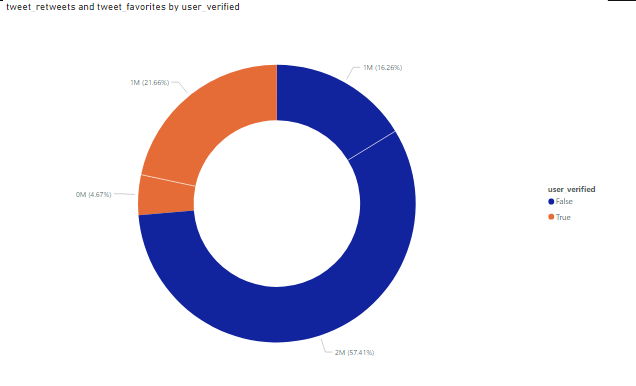 tweet_retweets and tweet_favorites by user_verified
1M (21.66%)
1M (16.26%)
0M (4.67%)
2M (57.41%)
user_verified
False
True